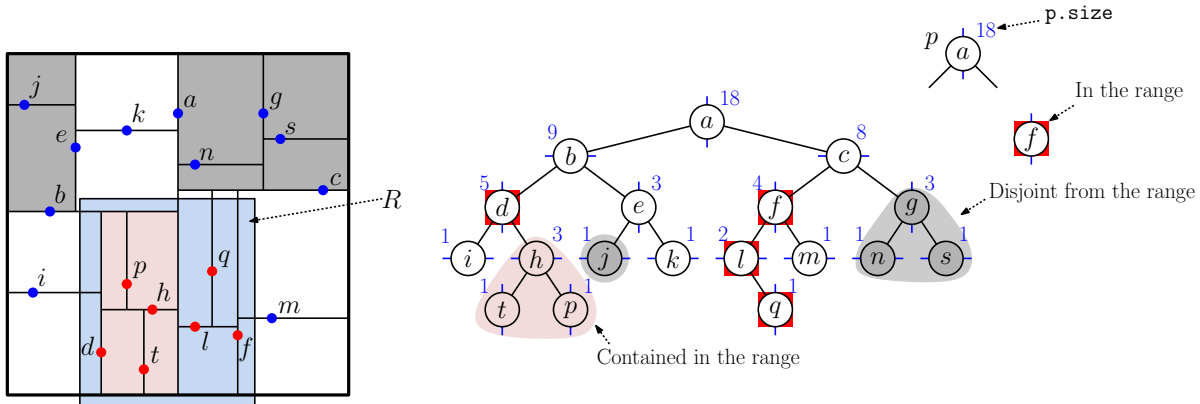 p.size
p
a
18
In the range
f
j
a
g
k
s
e
n
b
c
R
p
q
i
h
m
d
t
l
f
Disjoint from the range
18
a
9
b
8
c
5
d
3
e
4
f
3
g
1
i
3
h
1
j
1
k
2
l
1
m
1
n
1
s
1
t
1
p
1
q
Contained in the range